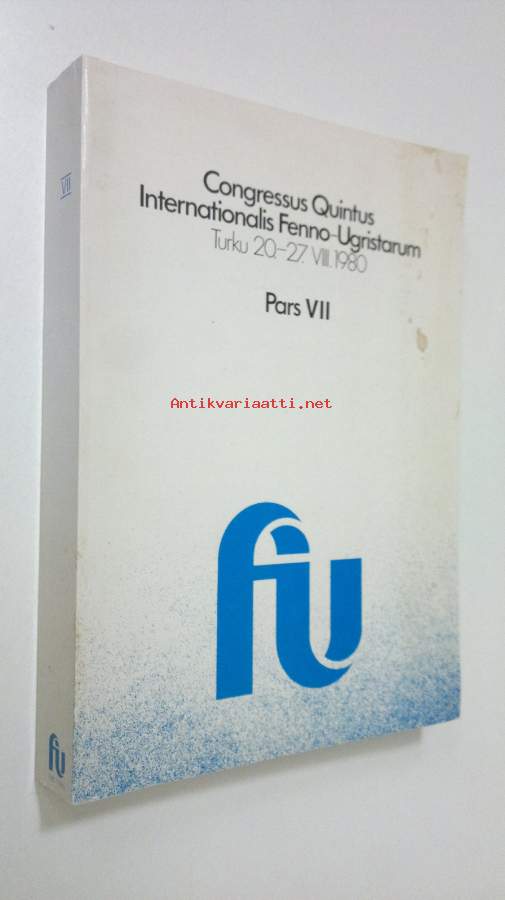 Congressus Quintus
Internationalis Fenno-Ugristarum
Turku 20.–27. VIII. 1980
Pars VII
Antikvariaatti.net
fu
VII
fu